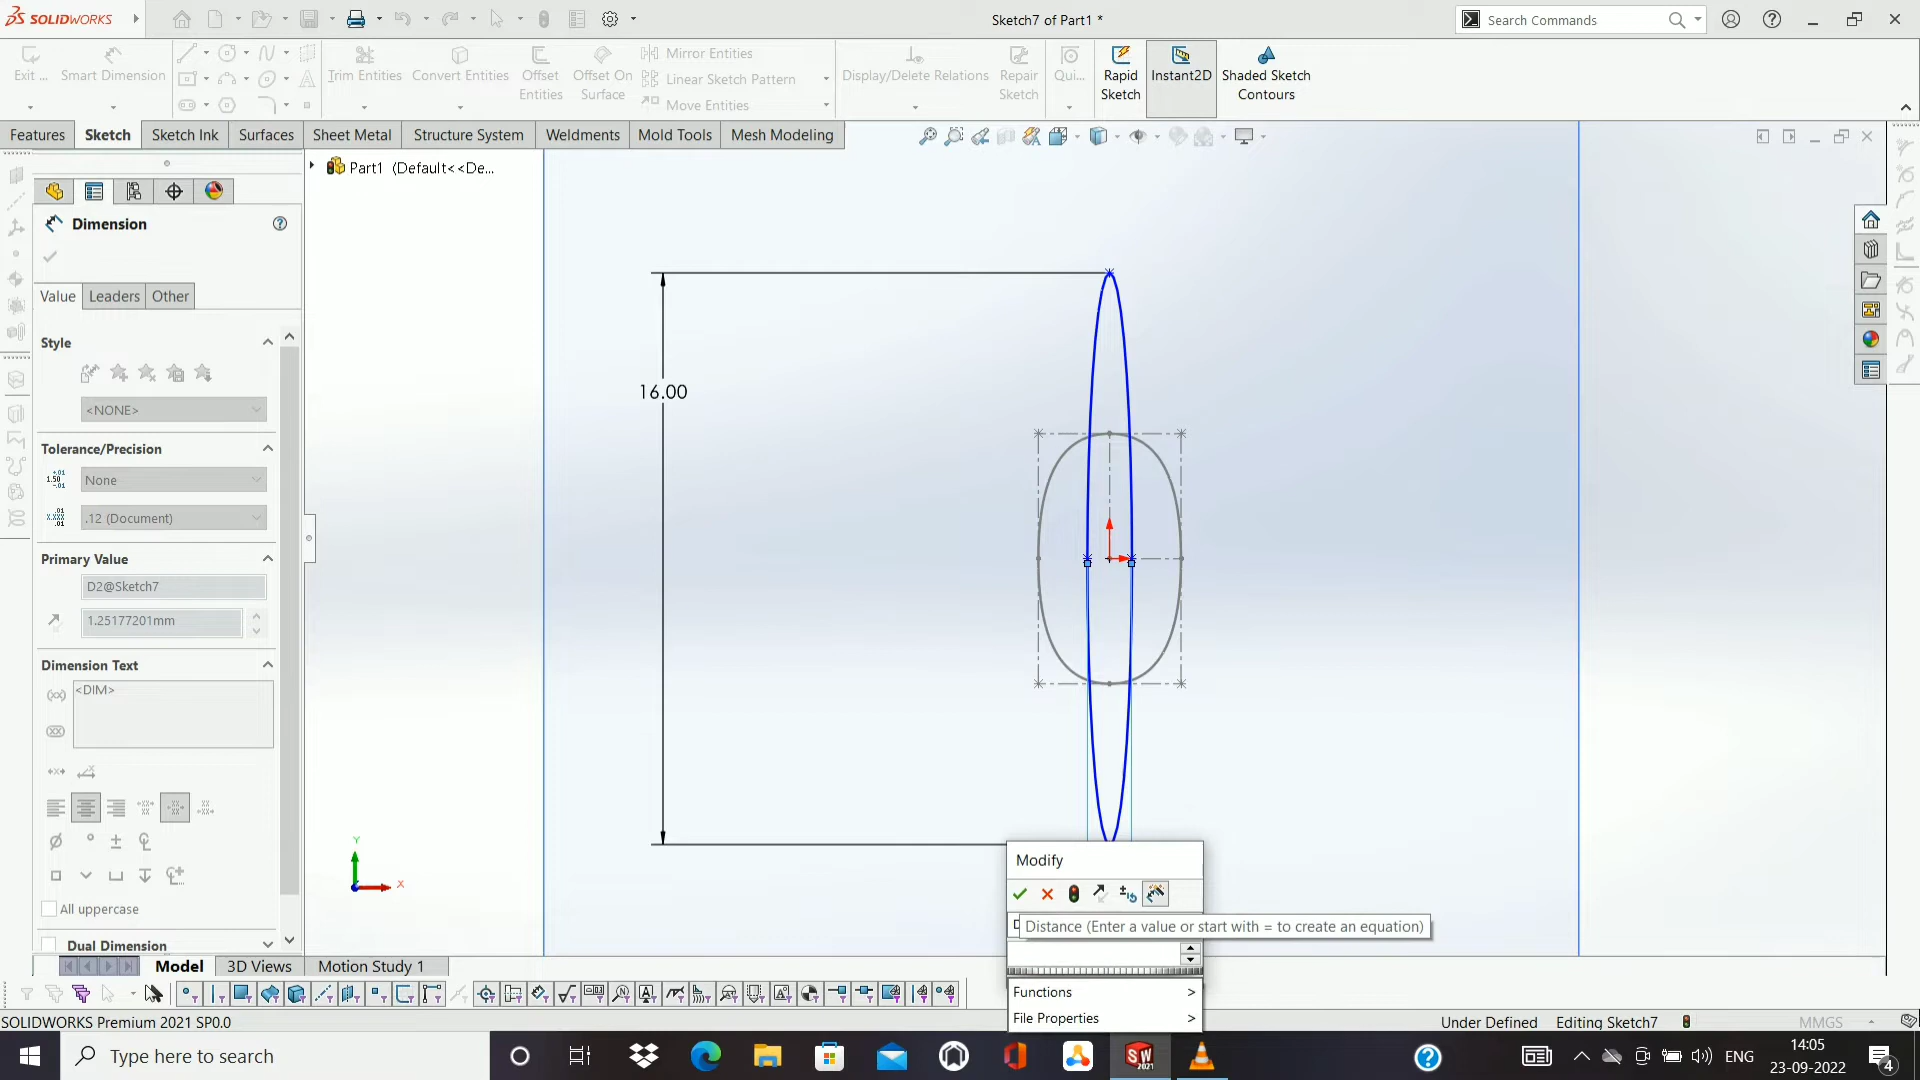 SOLIDWORKS
Sketch7 of Part1 *
Search Commands
Exit ...
Smart Dimension
Trim Entities
Convert Entities
Offset
Entities
Offset On
Surface
Mirror Entities
Linear Sketch Pattern
Move Entities
Display/Delete Relations
Repair
Sketch
Qui...
Rapid
Sketch
Instant2D
Shaded Sketch
Contours
Features
Sketch
Sketch Ink
Surfaces
Sheet Metal
Structure System
Weldments
Mold Tools
Mesh Modeling
Part1 (Default<<De...
Dimension
Value
Leaders
Other
Style
<NONE>
Tolerance/Precision
None
.12 (Document)
Primary Value
D2@Sketch7
1.25177201mm
Dimension Text
<DIM>
All uppercase
Dual Dimension
16.00
Y
X
Modify
Distance (Enter a value or start with = to create an equation)
Functions >
File Properties >
Model
3D Views
Motion Study 1
SOLIDWORKS Premium 2021 SP0.0
Under Defined
Editing Sketch7
MMGS
Type here to search
SW
2021
ENG
14:05
23-09-2022
4